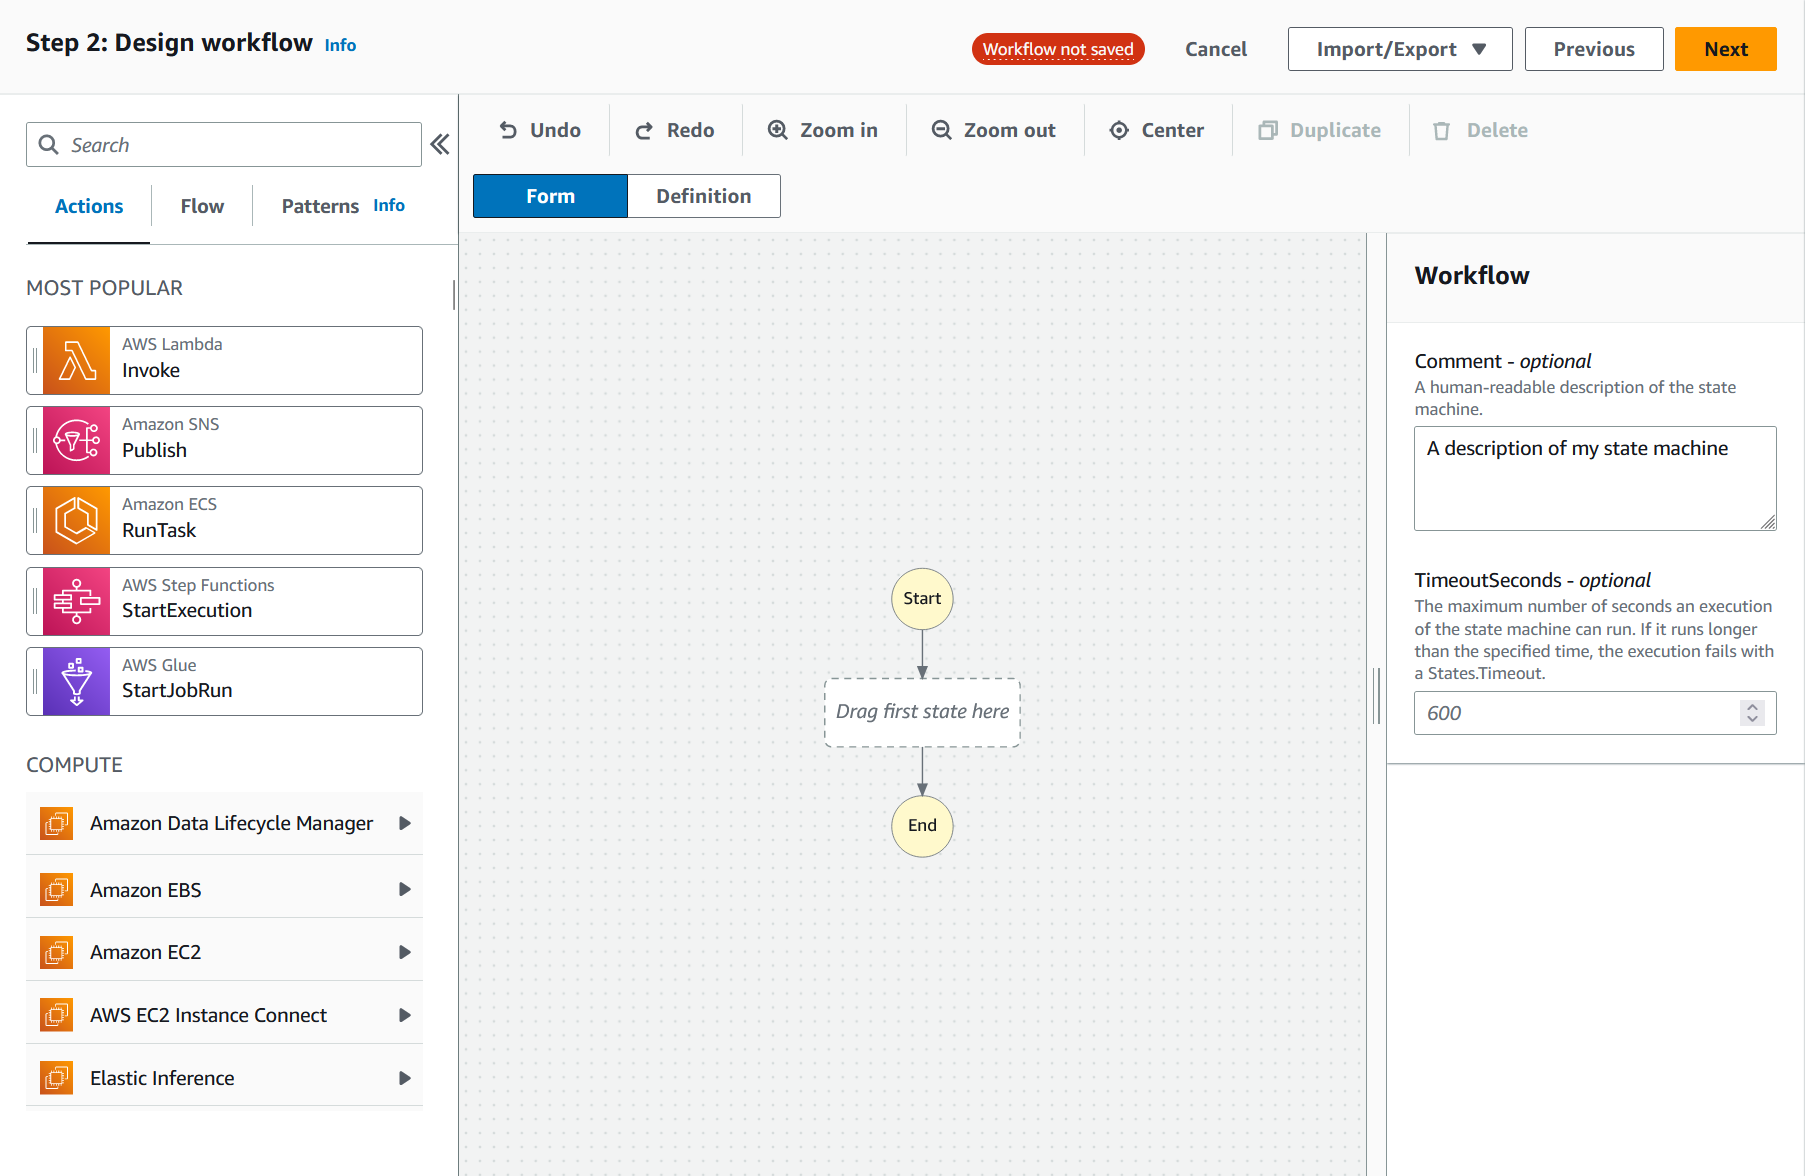 Step 2: Design workflow Info
Workflow not saved
Cancel
Import/Export
Previous
Next
Search
Actions
Flow
Patterns Info
MOST POPULAR
AWS Lambda
Invoke
Amazon SNS
Publish
Amazon ECS
RunTask
AWS Step Functions
StartExecution
AWS Glue
StartJobRun
COMPUTE
Amazon Data Lifecycle Manager
Amazon EBS
Amazon EC2
AWS EC2 Instance Connect
Elastic Inference
Undo
Redo
Zoom in
Zoom out
Center
Duplicate
Delete
Form
Definition
Start
Drag first state here
End
Workflow
Comment - optional
A human-readable description of the state
machine.
A description of my state machine
TimeoutSeconds - optional
The maximum number of seconds an execution
of the state machine can run. If it runs longer
than the specified time, the execution fails with
a States.Timeout.
600